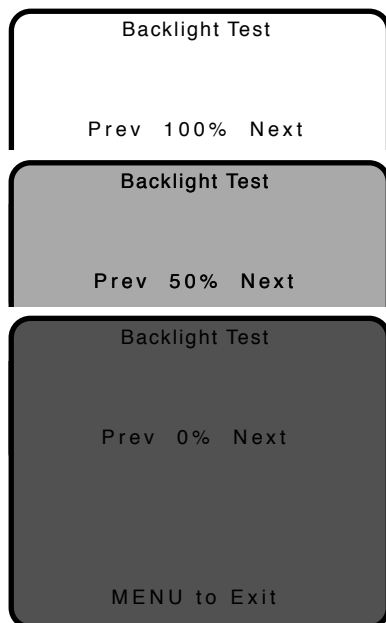 Backlight Test
Prev 100% Next
Backlight Test
Prev 50% Next
Backlight Test
Prev 0% Next
MENU to Exit